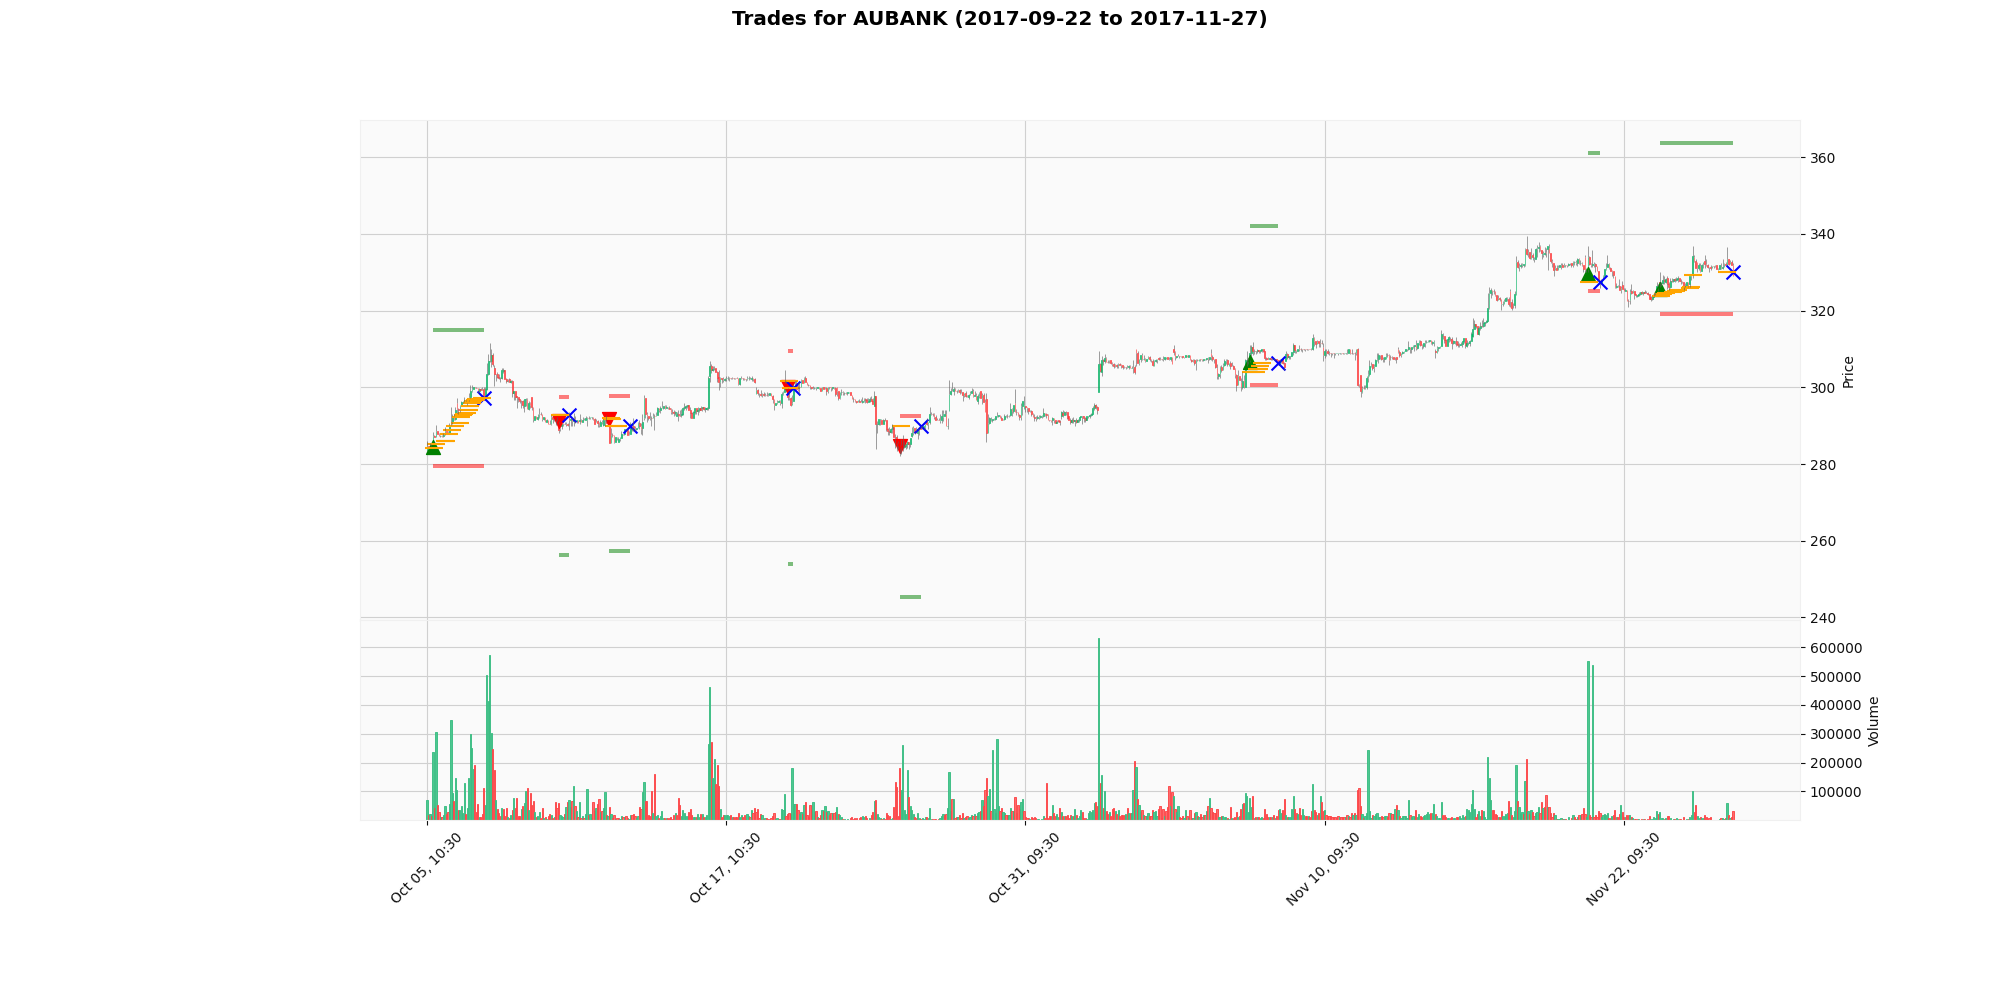 Trades for AUBANK (2017-09-22 to 2017-11-27)
360
340
320
300
280
260
240
Price
600000
500000
400000
300000
200000
100000
Volume
Oct 05, 10:30
Oct 17, 10:30
Oct 31, 09:30
Nov 10, 09:30
Nov 22, 09:30